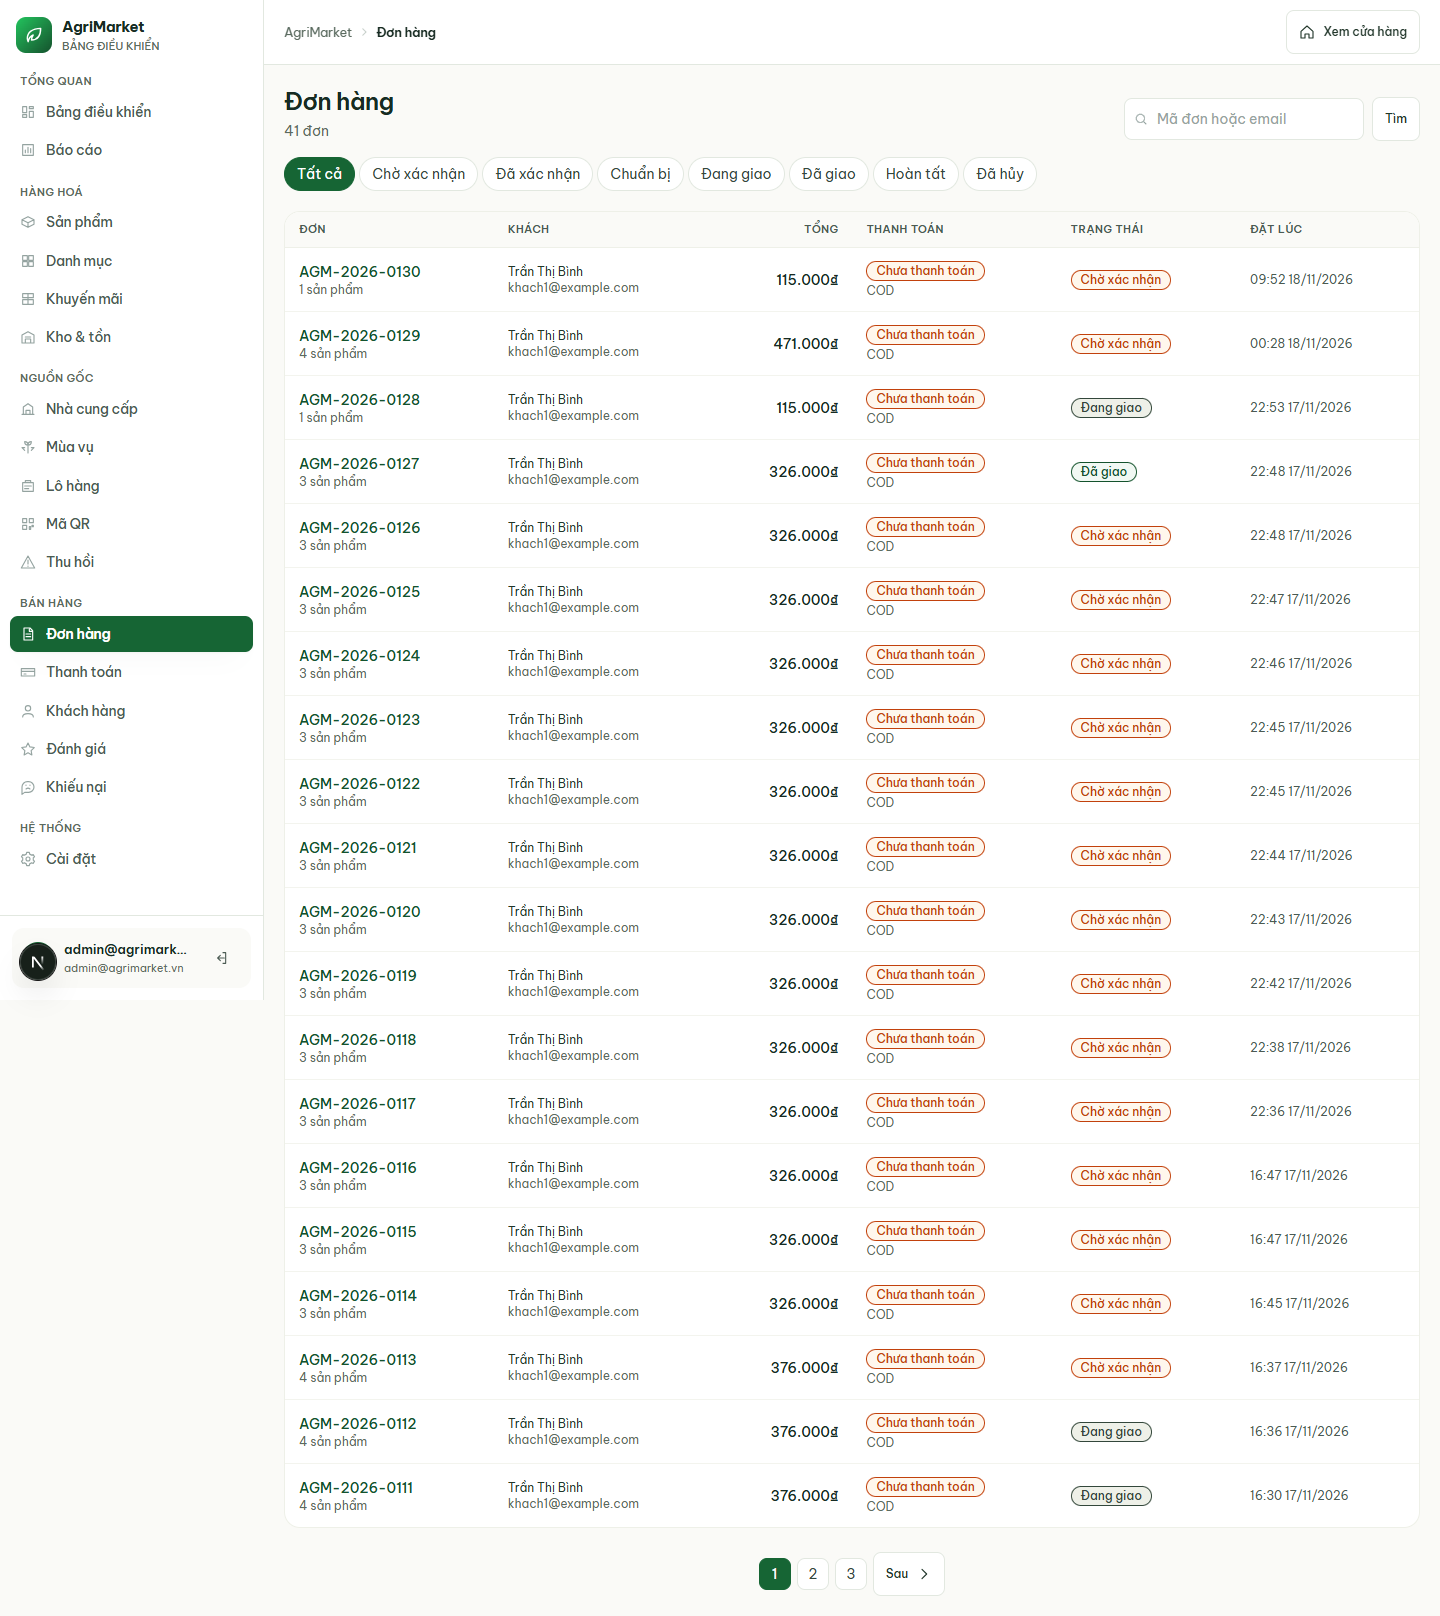 AgriMarket
BẢNG ĐIỀU KHIỂN
TỔNG QUAN
Bảng điều khiển
Báo cáo
HÀNG HOÁ
Sản phẩm
Danh mục
Khuyến mãi
Kho & tồn
NGUỒN GỐC
Nhà cung cấp
Mùa vụ
Lô hàng
Mã QR
Thu hồi
BÁN HÀNG
Đơn hàng
Thanh toán
Khách hàng
Đánh giá
Khiếu nại
HỆ THỐNG
Cài đặt
N
admin@agrimark...
admin@agrimarket.vn
AgriMarket > Đơn hàng
Xem cửa hàng
Đơn hàng
41 đơn
Mã đơn hoặc email
Tìm
Tất cả Chờ xác nhận Đã xác nhận Chuẩn bị Đang giao Đã giao Hoàn tất Đã hủy
ĐƠN KHÁCH TỔNG THANH TOÁN TRẠNG THÁI ĐẶT LÚC
AGM-2026-0130 Trần Thị Bình 115.000₫ Chưa thanh toán Chờ xác nhận 09:52 18/11/2026
1 sản phẩm khach1@example.com COD
AGM-2026-0129 Trần Thị Bình 471.000₫ Chưa thanh toán Chờ xác nhận 00:28 18/11/2026
4 sản phẩm khach1@example.com COD
AGM-2026-0128 Trần Thị Bình 115.000₫ Chưa thanh toán Đang giao 22:53 17/11/2026
1 sản phẩm khach1@example.com COD
AGM-2026-0127 Trần Thị Bình 326.000₫ Chưa thanh toán Đã giao 22:48 17/11/2026
3 sản phẩm khach1@example.com COD
AGM-2026-0126 Trần Thị Bình 326.000₫ Chưa thanh toán Chờ xác nhận 22:48 17/11/2026
3 sản phẩm khach1@example.com COD
AGM-2026-0125 Trần Thị Bình 326.000₫ Chưa thanh toán Chờ xác nhận 22:47 17/11/2026
3 sản phẩm khach1@example.com COD
AGM-2026-0124 Trần Thị Bình 326.000₫ Chưa thanh toán Chờ xác nhận 22:46 17/11/2026
3 sản phẩm khach1@example.com COD
AGM-2026-0123 Trần Thị Bình 326.000₫ Chưa thanh toán Chờ xác nhận 22:45 17/11/2026
3 sản phẩm khach1@example.com COD
AGM-2026-0122 Trần Thị Bình 326.000₫ Chưa thanh toán Chờ xác nhận 22:45 17/11/2026
3 sản phẩm khach1@example.com COD
AGM-2026-0121 Trần Thị Bình 326.000₫ Chưa thanh toán Chờ xác nhận 22:44 17/11/2026
3 sản phẩm khach1@example.com COD
AGM-2026-0120 Trần Thị Bình 326.000₫ Chưa thanh toán Chờ xác nhận 22:43 17/11/2026
3 sản phẩm khach1@example.com COD
AGM-2026-0119 Trần Thị Bình 326.000₫ Chưa thanh toán Chờ xác nhận 22:42 17/11/2026
3 sản phẩm khach1@example.com COD
AGM-2026-0118 Trần Thị Bình 326.000₫ Chưa thanh toán Chờ xác nhận 22:38 17/11/2026
3 sản phẩm khach1@example.com COD
AGM-2026-0117 Trần Thị Bình 326.000₫ Chưa thanh toán Chờ xác nhận 22:36 17/11/2026
3 sản phẩm khach1@example.com COD
AGM-2026-0116 Trần Thị Bình 326.000₫ Chưa thanh toán Chờ xác nhận 16:47 17/11/2026
3 sản phẩm khach1@example.com COD
AGM-2026-0115 Trần Thị Bình 326.000₫ Chưa thanh toán Chờ xác nhận 16:47 17/11/2026
3 sản phẩm khach1@example.com COD
AGM-2026-0114 Trần Thị Bình 326.000₫ Chưa thanh toán Chờ xác nhận 16:45 17/11/2026
3 sản phẩm khach1@example.com COD
AGM-2026-0113 Trần Thị Bình 376.000₫ Chưa thanh toán Chờ xác nhận 16:37 17/11/2026
4 sản phẩm khach1@example.com COD
AGM-2026-0112 Trần Thị Bình 376.000₫ Chưa thanh toán Đang giao 16:36 17/11/2026
4 sản phẩm khach1@example.com COD
AGM-2026-0111 Trần Thị Bình 376.000₫ Chưa thanh toán Đang giao 16:30 17/11/2026
4 sản phẩm khach1@example.com COD
1 2 3 Sau